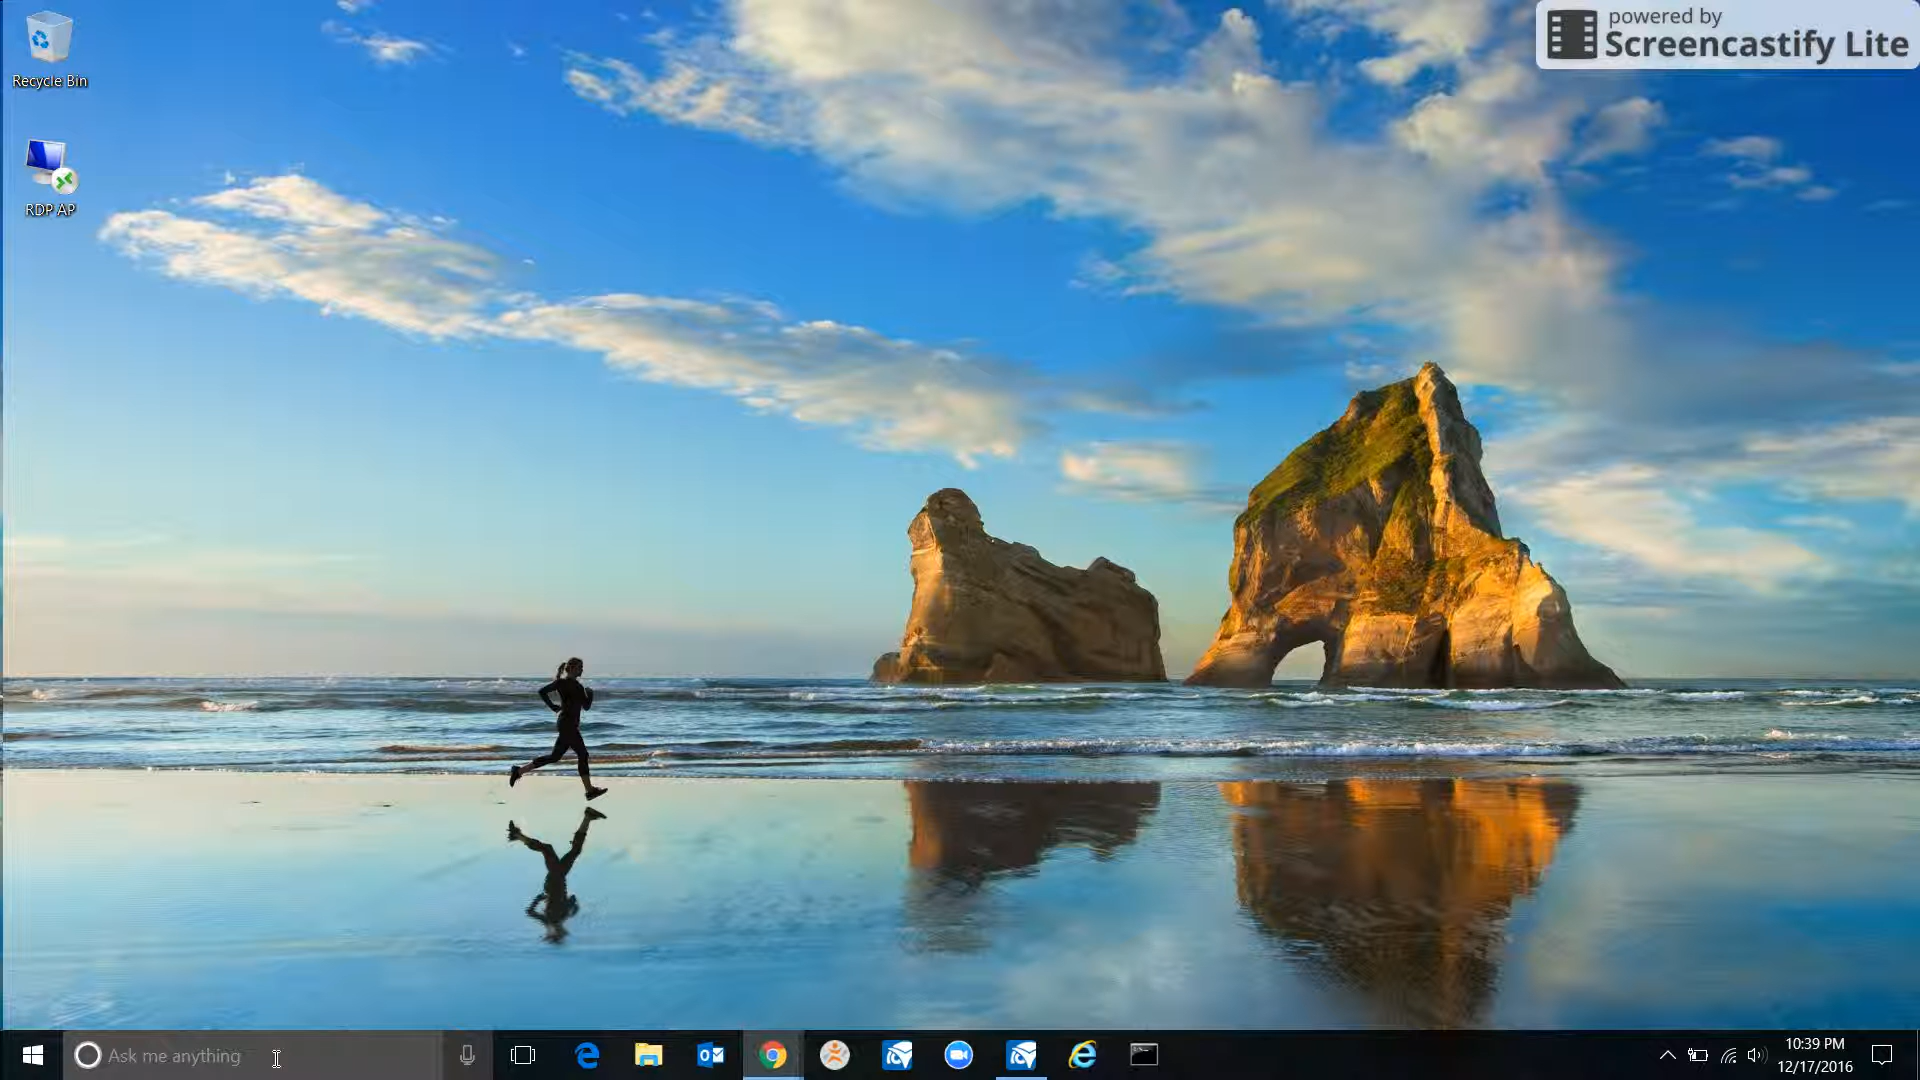 powered by
Screencastify Lite
Recycle Bin
RDP AP
Ask me anything
10:39 PM
12/17/2016